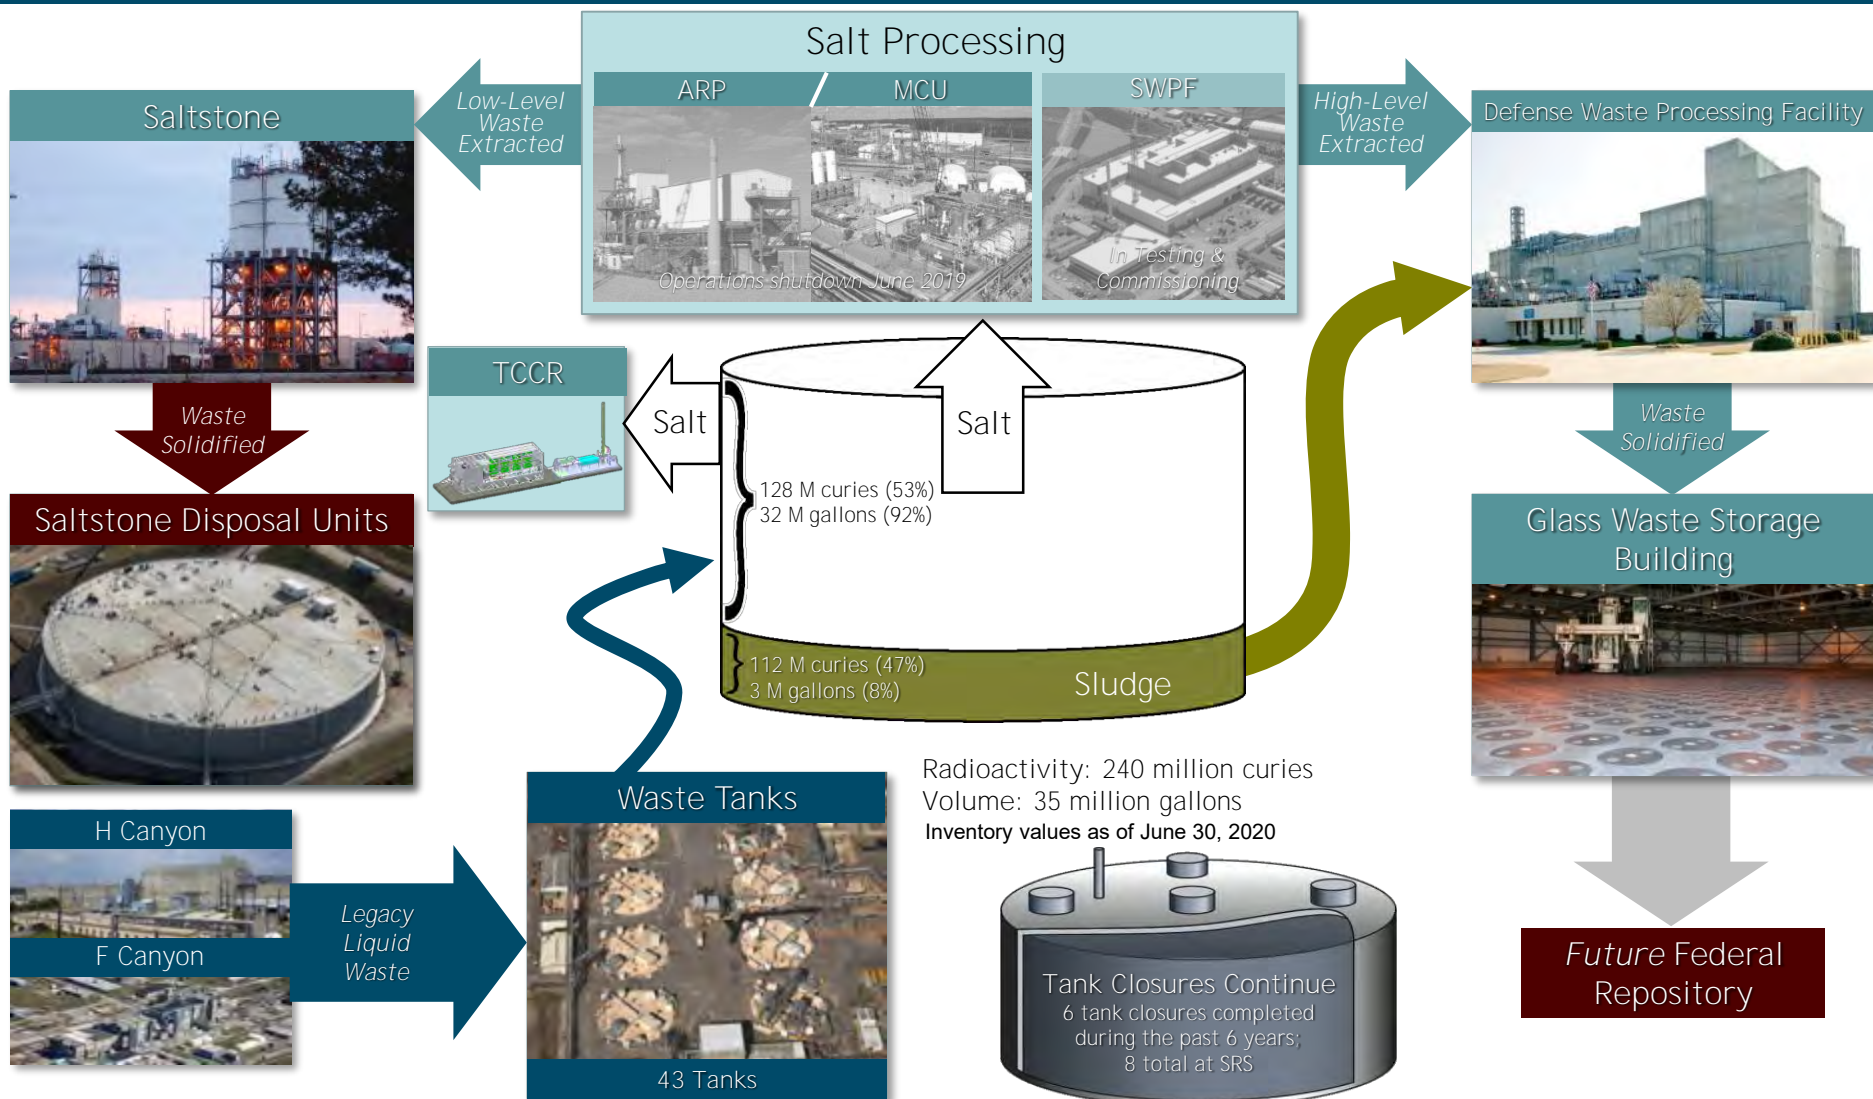 Salt Processing
ARP / MCU
SWPF
Operations shutdown June 2019
In Testing &
Commissioning
Low-Level
Waste
Extracted
High-Level
Waste
Extracted
Saltstone
Defense Waste Processing Facility
Waste
Solidified
Saltstone Disposal Units
TCCR
Salt
Salt
128 M curies (53%)
32 M gallons (92%)
112 M curies (47%)
3 M gallons (8%)
Sludge
Waste
Solidified
Glass Waste Storage
Building
Future Federal
Repository
H Canyon
F Canyon
Legacy
Liquid
Waste
Waste Tanks
43 Tanks
Radioactivity: 240 million curies
Volume: 35 million gallons
Inventory values as of June 30, 2020
Tank Closures Continue
6 tank closures completed
during the past 6 years;
8 total at SRS